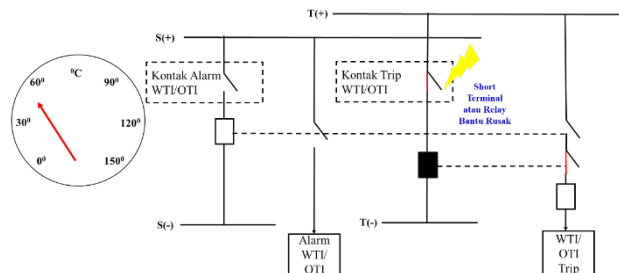 T(+)
S(+)
⁰C
60⁰
90⁰
30⁰
120⁰
0⁰
150⁰
Kontak Alarm
WTI/OTI
Kontak Trip
WTI/OTI
Short
Terminal
atau Relay
Bantu Rusak
S(-)
T(-)
Alarm
WTI/
OTI
WTI/
OTI
Trip